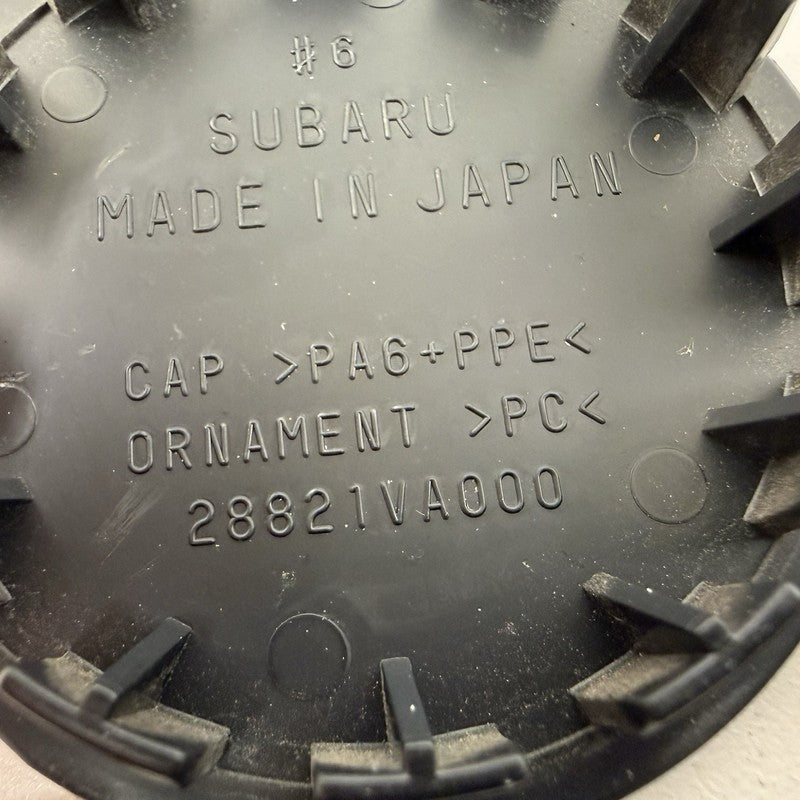 #6
SUBARU
MADE IN JAPAN
CAP >PA6+PPE<
ORNAMENT >PC<
28821VA000